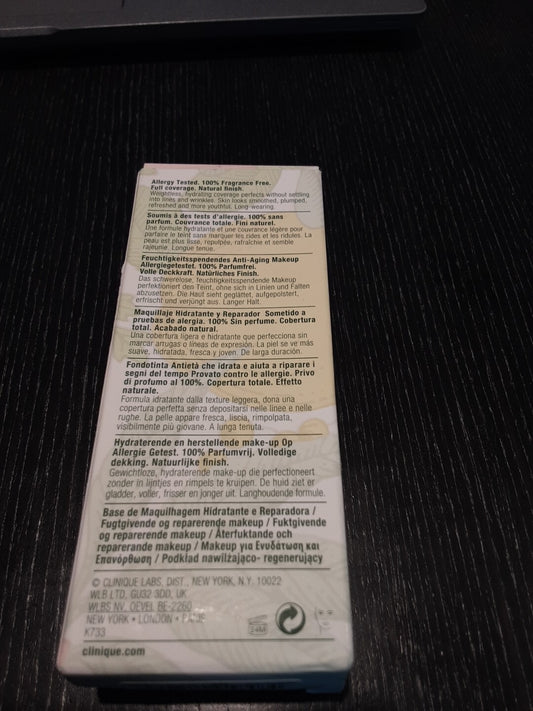 Allergy Tested. 100% Fragrance Free.
Full coverage. Natural finish.
Weightless, hydrating coverage perfects without settling
into lines and wrinkles. Skin looks smoothed, plumped,
refreshed and more youthful. Long-wearing.
Soumis à des tests d'allergie. 100% sans
parfum. Couvrance totale. Fini naturel.
Une formule hydratante et une couvrance légère pour
parfaire le teint sans marquer les rides et les ridules. La
peau est plus lisse, repulpée, rafraîchie et semble
rajeunie. Longue tenue.
Feuchtigkeitsspendendes Anti-Aging Makeup
Allergiegetestet. 100% Parfumfrei.
Volle Deckkraft. Natürliches Finish.
Das schwerelose, feuchtigkeitsspendende Makeup
perfektioniert den Teint, ohne sich in Linien und Falten
abzusetzen. Die Haut sieht geglättet, aufgepolstert,
erfrischt und verjüngt aus. Langer Halt.
Maquillaje Hidratante y Reparador Sometido a
pruebas de alergia. 100% Sin perfume. Cobertura
total. Acabado natural.
Una cobertura ligera e hidratante que perfecciona sin
marcar arrugas o líneas de expresión. La piel se ve más
suave, hidratada, fresca y joven. De larga duración.
Fondotinta Antietà che idrata e aiuta a riparare i
segni del tempo Provato contro le allergie. Privo
di profumo al 100%. Copertura totale. Effetto
naturale.
Formula idratante dalla texture leggera, dona una
copertura perfetta senza depositarsi nelle linee e nelle
rughe. La pelle appare fresca, liscia, rimpolpata,
visibilmente più giovane. A lunga tenuta.
Hydraterende en herstellende make-up Op
Allergie Getest. 100% Parfumvrij. Volledige
dekking. Natuurlijke finish.
Gewichtloze, hydraterende make-up die perfectioneert
zonder in lijntjes en rimpels te kruipen. De huid ziet er
gladder, voller, frisser en jonger uit. Langhoudende formule.
Base de Maquilhagem Hidratante e Reparadora /
Fugtgivende og reparerende makeup / Fuktgivende
og reparerende makeup / Återfuktande och
reparerande makeup / Makeup για Ενυδάτωση και
Επανόρθωση / Podkład nawilżająco- regenerujący
© CLINIQUE LABS, DIST., NEW YORK, N.Y. 10022
WLB LTD, GU32 3DD, UK
WLBS NV, OEVEL BE-2260
NEW YORK • LONDON • PARIS
K733
24M
clinique.com